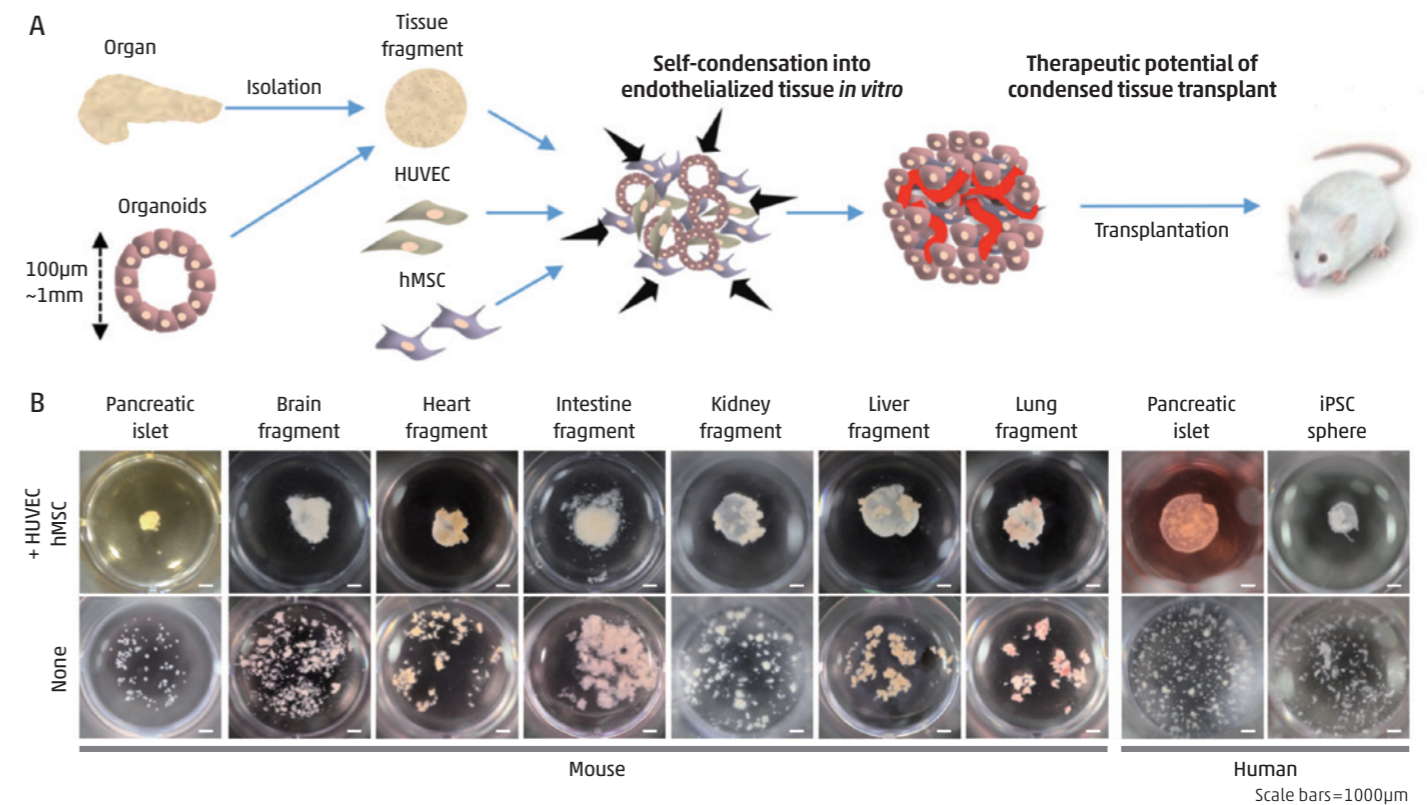 A
Organ
Isolation
Tissue
fragment
Organoids
100µm
~1mm
HUVEC
hMSC
Self-condensation into
endothelialized tissue in vitro
Therapeutic potential of
condensed tissue transplant
Transplantation
B
Pancreatic
islet
Brain
fragment
Heart
fragment
Intestine
fragment
Kidney
fragment
Liver
fragment
Lung
fragment
Pancreatic
islet
iPSC
sphere
+ HUVEC
hMSC
None
Mouse
Human
Scale bars=1000µm